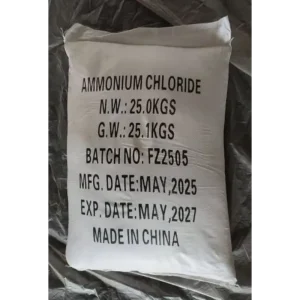 AMMONIUM CHLORIDE
N.W.: 25.0KGS
G.W.: 25.1KGS
BATCH NO: FZ2505
MFG. DATE:MAY,2025
EXP. DATE:MAY,2027
MADE IN CHINA